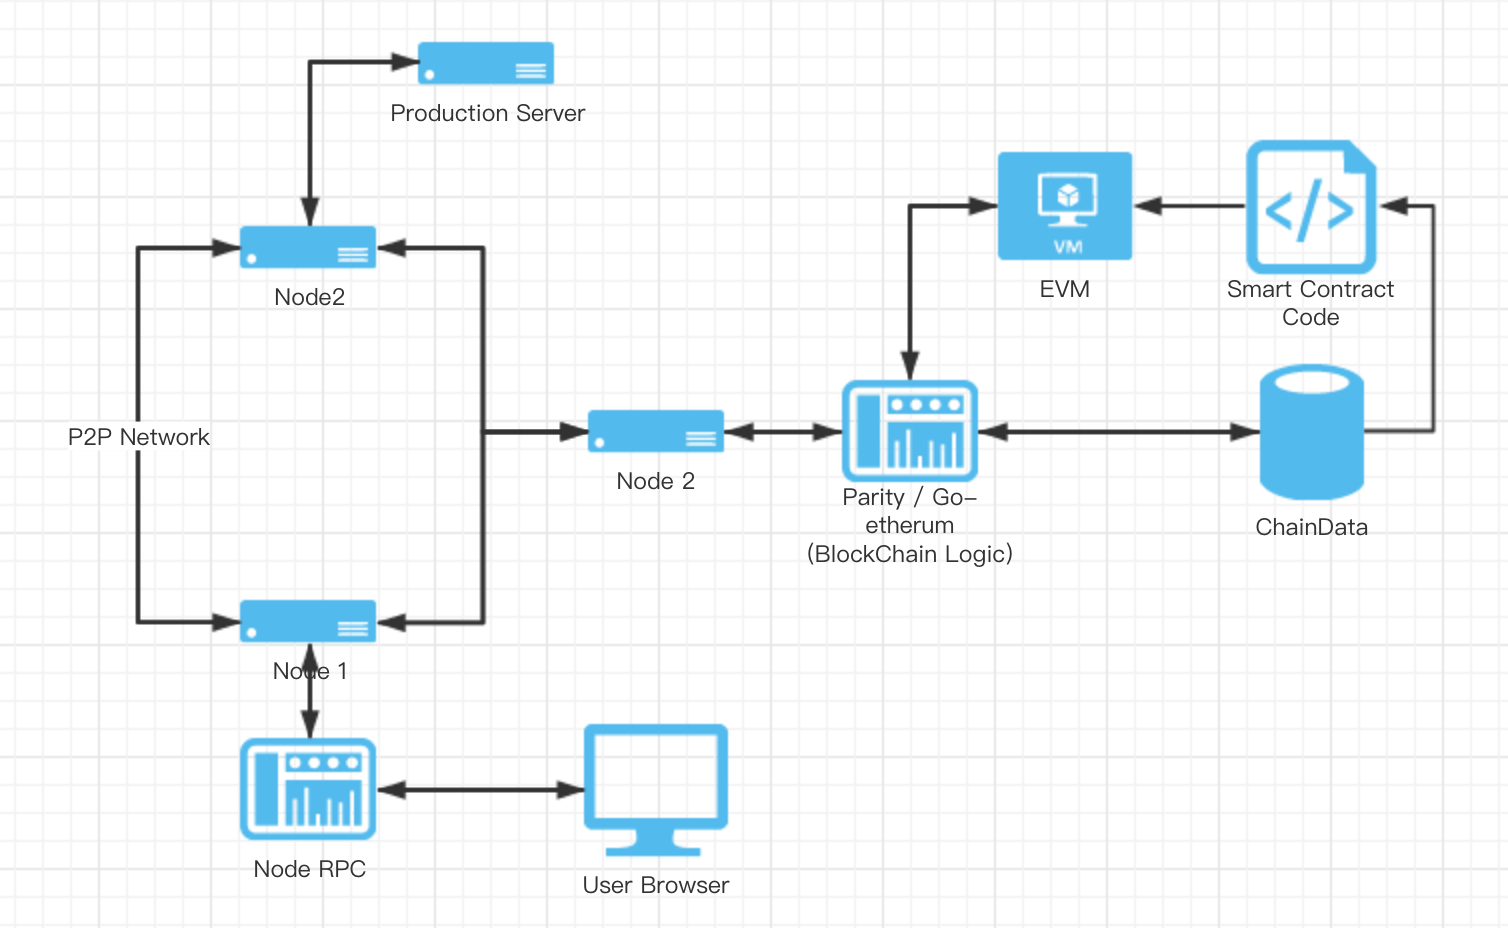 Production Server
VM
EVM
Smart Contract
Code
Node2
P2P Network
Node 2
Parity / Go-
etherum
(BlockChain Logic)
ChainData
Node 1
Node RPC
User Browser